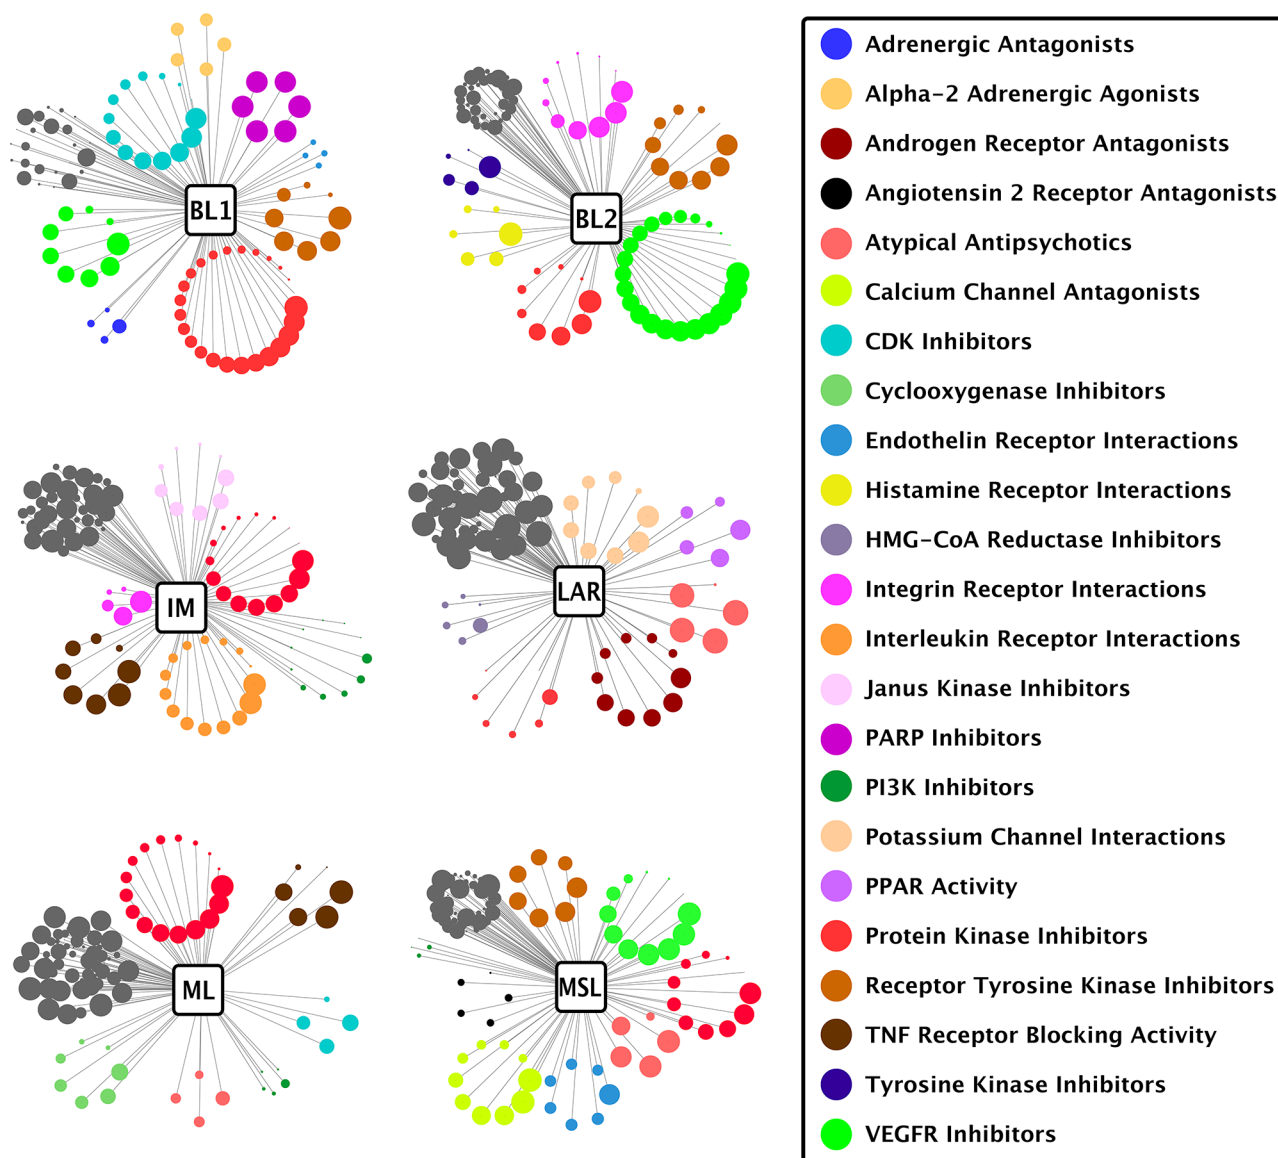 BL1
BL2
IM
LAR
ML
MSL
Adrenergic Antagonists
Alpha-2 Adrenergic Agonists
Androgen Receptor Antagonists
Angiotensin 2 Receptor Antagonists
Atypical Antipsychotics
Calcium Channel Antagonists
CDK Inhibitors
Cyclooxygenase Inhibitors
Endothelin Receptor Interactions
Histamine Receptor Interactions
HMG-CoA Reductase Inhibitors
Integrin Receptor Interactions
Interleukin Receptor Interactions
Janus Kinase Inhibitors
PARP Inhibitors
PI3K Inhibitors
Potassium Channel Interactions
PPAR Activity
Protein Kinase Inhibitors
Receptor Tyrosine Kinase Inhibitors
TNF Receptor Blocking Activity
Tyrosine Kinase Inhibitors
VEGFR Inhibitors